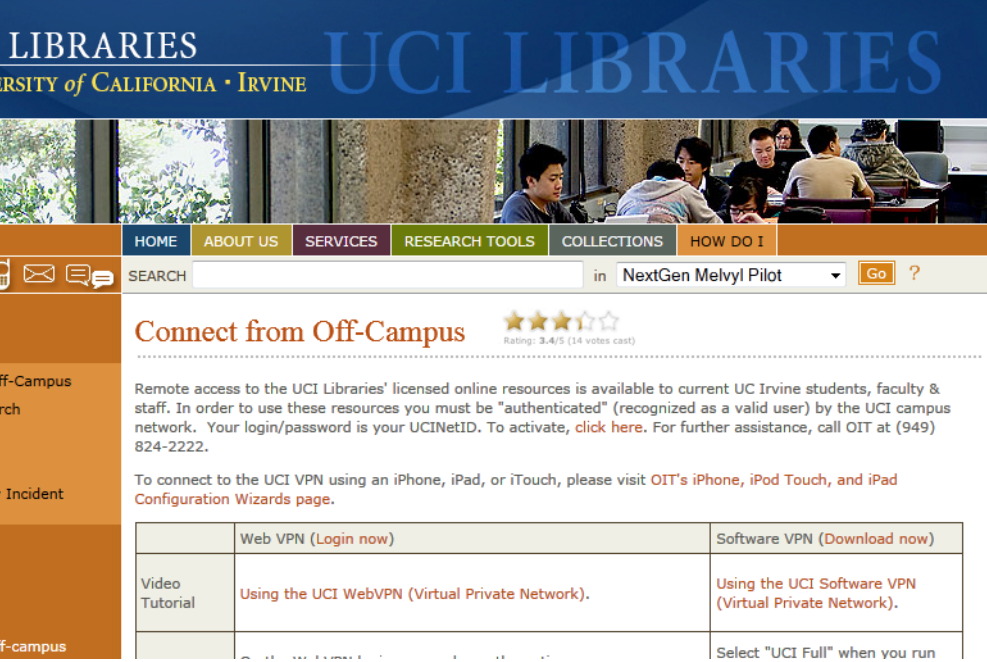 LIBRARIES
UCI LIBRARIES
ERSITY of CALIFORNIA · IRVINE
HOME ABOUT US SERVICES RESEARCH TOOLS COLLECTIONS HOW DO I
SEARCH in NextGen Melvyl Pilot Go ?
Connect from Off-Campus
Rating: 3.4/5 (14 votes cast)
ff-Campus
rch
Incident
ff-campus
Remote access to the UCI Libraries' licensed online resources is available to current UC Irvine students, faculty &
staff. In order to use these resources you must be "authenticated" (recognized as a valid user) by the UCI campus
network. Your login/password is your UCINetID. To activate, click here. For further assistance, call OIT at (949)
824-2222.
To connect to the UCI VPN using an iPhone, iPad, or iTouch, please visit OIT's iPhone, iPod Touch, and iPad
Configuration Wizards page.
Web VPN (Login now) Software VPN (Download now)
Video
Tutorial
Using the UCI WebVPN (Virtual Private Network).
Using the UCI Software VPN
(Virtual Private Network).
Select "UCI Full" when you run